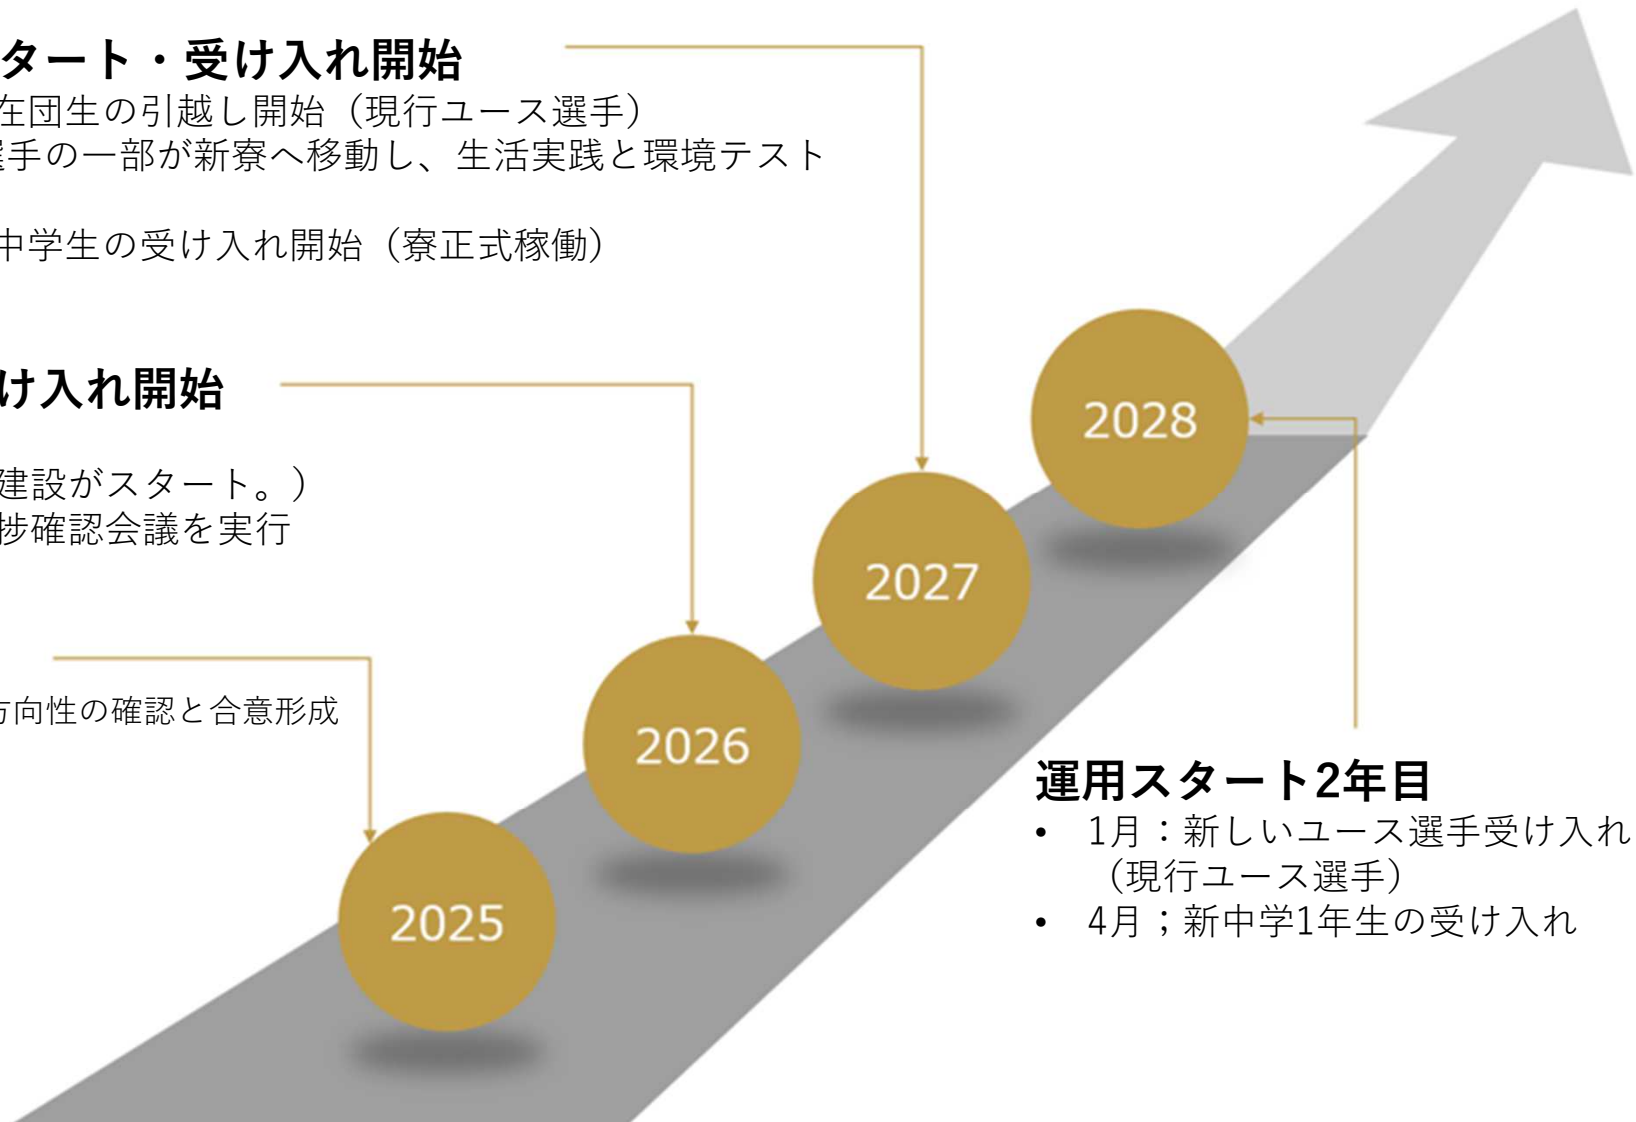 タート・受け入れ開始
在団生の引越し開始（現行ユース選手）
選手の一部が新寮へ移動し、生活実践と環境テスト
中学生の受け入れ開始（寮正式稼働）
け入れ開始
建設がスタート。）
捗確認会議を実行
方向性の確認と合意形成
2028
2027
2026
2025
運用スタート2年目
• 1月：新しいユース選手受け入れ
（現行ユース選手）
• 4月；新中学1年生の受け入れ